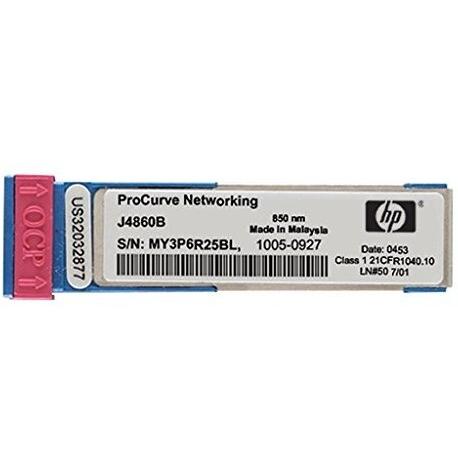 ↑ OCP ↑
US32032877
ProCurve Networking
J4860B
S/N: MY3P6R25BL,
850 nm
Made in Malaysia
1005-0927
hp
Date: 0453
Class 1 21CFR1040.10
LN#50 7/01